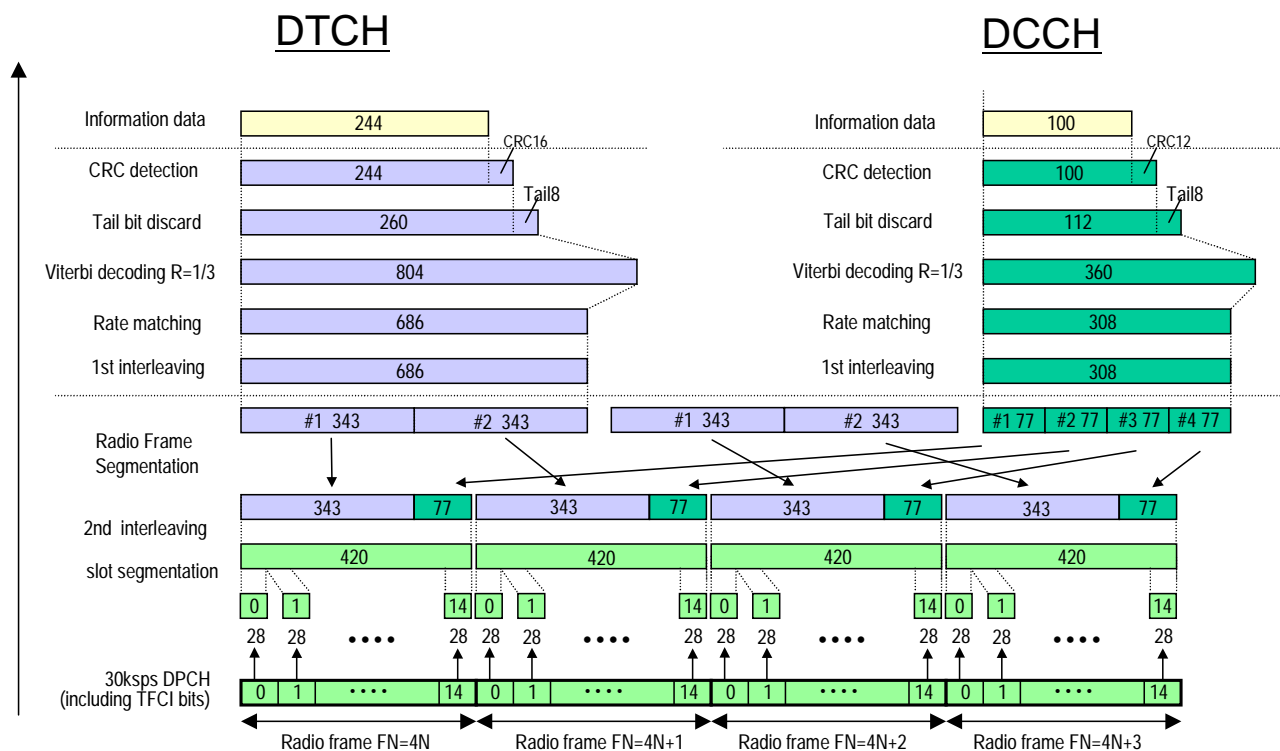 DTCH DCCH
Information data 244 Information data 100
CRC16 CRC12
CRC detection 244 CRC detection 100
Tail8 Tail8
Tail bit discard 260 Tail bit discard 112
Viterbi decoding R=1/3 804 Viterbi decoding R=1/3 360
Rate matching 686 Rate matching 308
1st interleaving 686 1st interleaving 308
#1 343 #2 343 #1 343 #2 343 #1 77 #2 77 #3 77 #4 77
Radio Frame
Segmentation
343 77 343 77 343 77 343 77
2nd interleaving
420 420 420 420
slot segmentation
0 1 14 0 1 14 0 1 14 0 1 14
28 28 •••• 28 28 28 •••• 28 28 28 •••• 28 28 28 •••• 28
30ksps DPCH
(including TFCI bits)
0 1 •••• 14 0 1 •••• 14 0 1 •••• 14 0 1 •••• 14
Radio frame FN=4N Radio frame FN=4N+1 Radio frame FN=4N+2 Radio frame FN=4N+3